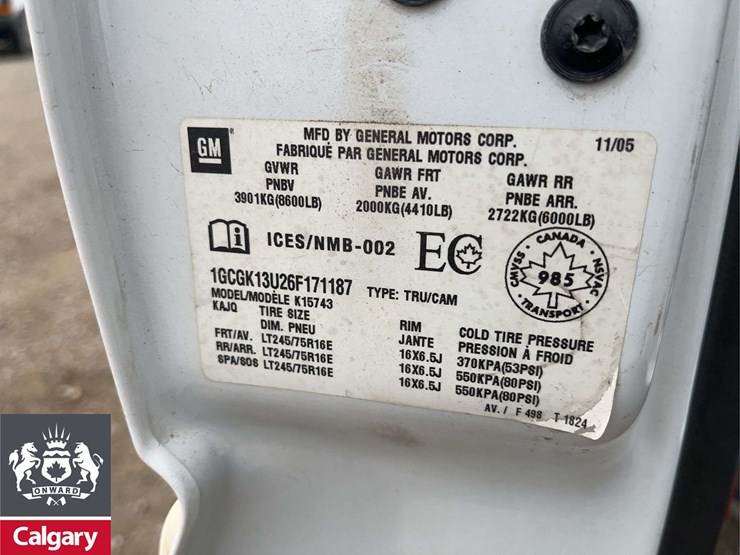 GM
MFD BY GENERAL MOTORS CORP. 11/05
FABRIQUÉ PAR GENERAL MOTORS CORP.
GVWR GAWR FRT GAWR RR
PNBV PNBE AV. PNBE ARR.
3901KG(8600LB) 2000KG(4410LB) 2722KG(6000LB)
ICES/NMB-002 EC
CANADA
CMVSS 985 NSVAC
TRANSPORT
1GCGK13U26F171187 TYPE: TRU/CAM
MODEL/MODÈLE K15743
KAJQ TIRE SIZE RIM COLD TIRE PRESSURE
DIM. PNEU JANTE PRESSION À FROID
FRT/AV. LT245/75R16E 16X6.5J 370KPA(53PSI)
RR/ARR. LT245/75R16E 16X6.5J 550KPA(80PSI)
SPA/SOS LT245/75R16E 16X6.5J 550KPA(80PSI)
AV. / F 498 T 1824
ONWARD
Calgary